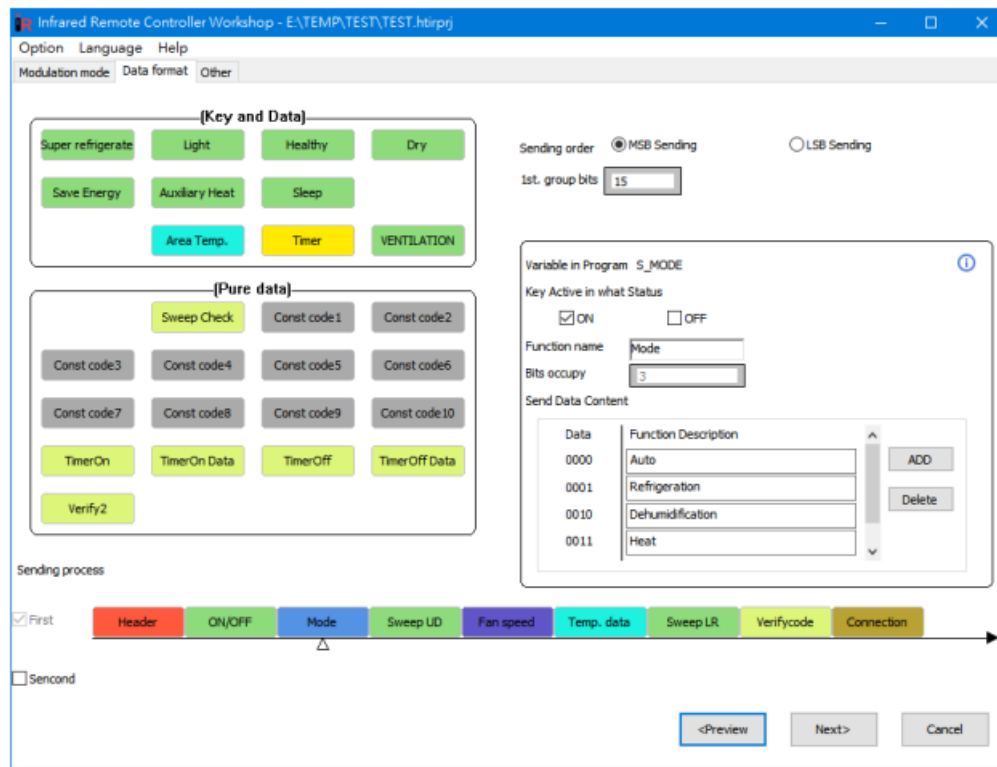 Infrared Remote Controller Workshop - E:\TEMP\TEST\TEST.htirprj
Option Language Help
Modulation mode Data format Other
(Key and Data)
Super refrigerate Light Healthy Dry
Save Energy Auxiliary Heat Sleep
Area Temp. Timer VENTILATION
(Pure data)
Sweep Check Const code1 Const code2
Const code3 Const code4 Const code5 Const code6
Const code7 Const code8 Const code9 Const code10
TimerOn TimerOn Data TimerOff TimerOff Data
Verify2
Sending order MSB Sending LSB Sending
1st. group bits 15
Variable in Program S_MODE
Key Active in what Status
ON OFF
Function name Mode
Bits occupy 3
Send Data Content
Data Function Description
0000 Auto
0001 Refrigeration
0010 Dehumidification
0011 Heat
ADD
Delete
Sending process
First Header ON/OFF Mode Sweep UD Fan speed Temp. data Sweep LR Verifycode Connection
Sencond
<Preview Next> Cancel